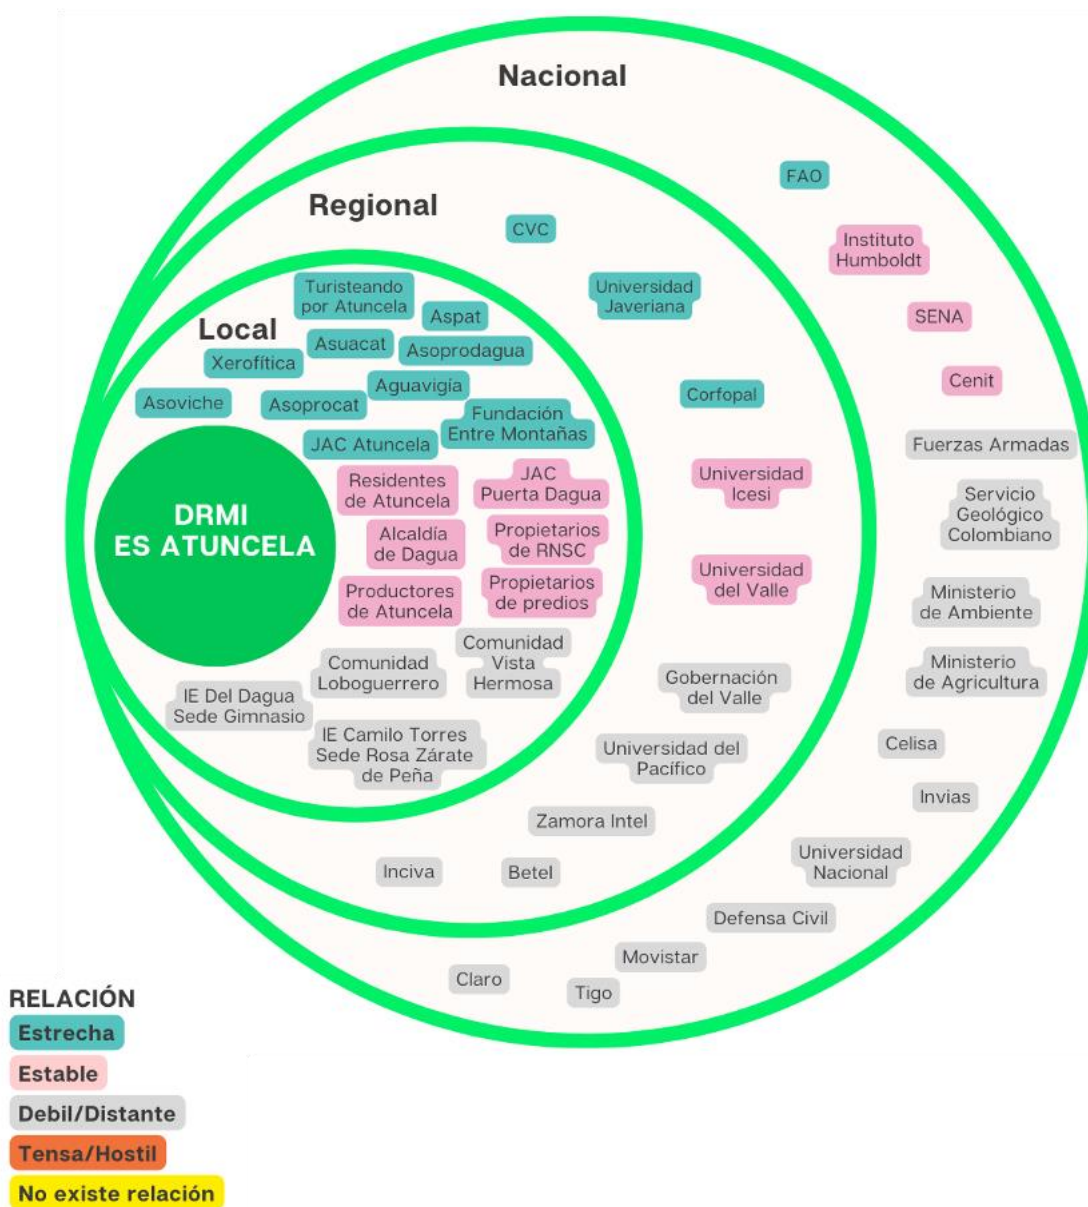 Nacional
FAO
Instituto
Humboldt
SENA
Cenit
Fuerzas Armadas
Servicio
Geológico
Colombiano
Ministerio
de Ambiente
Ministerio
de Agricultura
Celisa
Invias
Universidad
Nacional
Defensa Civil
Movistar
Tigo
Claro
Regional
CVC
Universidad
Javeriana
Corfopal
Universidad
Icesi
Universidad
del Valle
Gobernación
del Valle
Universidad del
Pacífico
Zamora Intel
Betel
Inciva
Local
Turisteando
por Atuncela
Aspat
Asuacat
Asoprodagua
Xerofítica
Aguavigía
Asoviche
Asoprocat
Fundación
Entre Montañas
JAC Atuncela
Residentes
de Atuncela
JAC
Puerta Dagua
Alcaldía
de Dagua
Propietarios
de RNSC
Productores
de Atuncela
Propietarios
de predios
Comunidad
Loboguerrero
Comunidad
Vista
Hermosa
IE Del Dagua
Sede Gimnasio
IE Camilo Torres
Sede Rosa Zárate
de Peña
DRMI
ES ATUNCELA
RELACIÓN
Estrecha
Estable
Debil/Distante
Tensa/Hostil
No existe relación